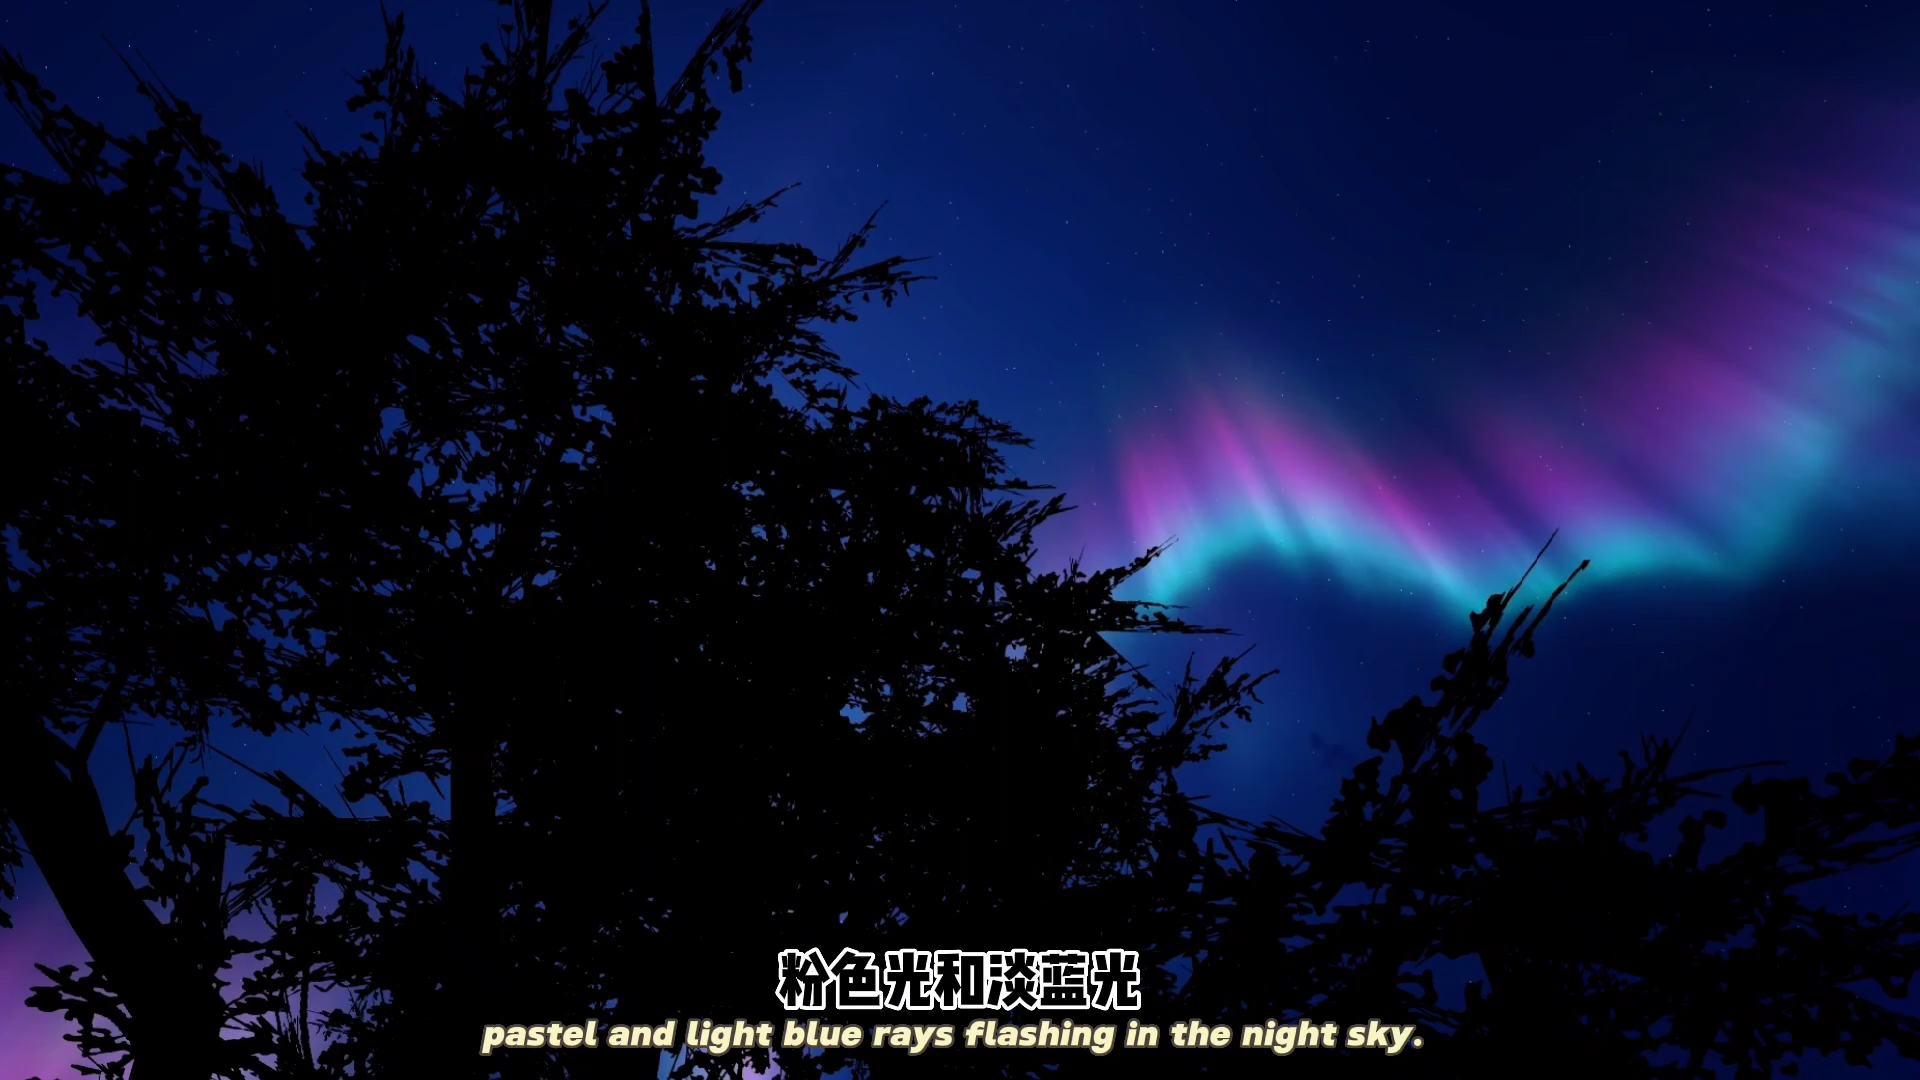 粉色光和淡蓝光
pastel and light blue rays flashing in the night sky.